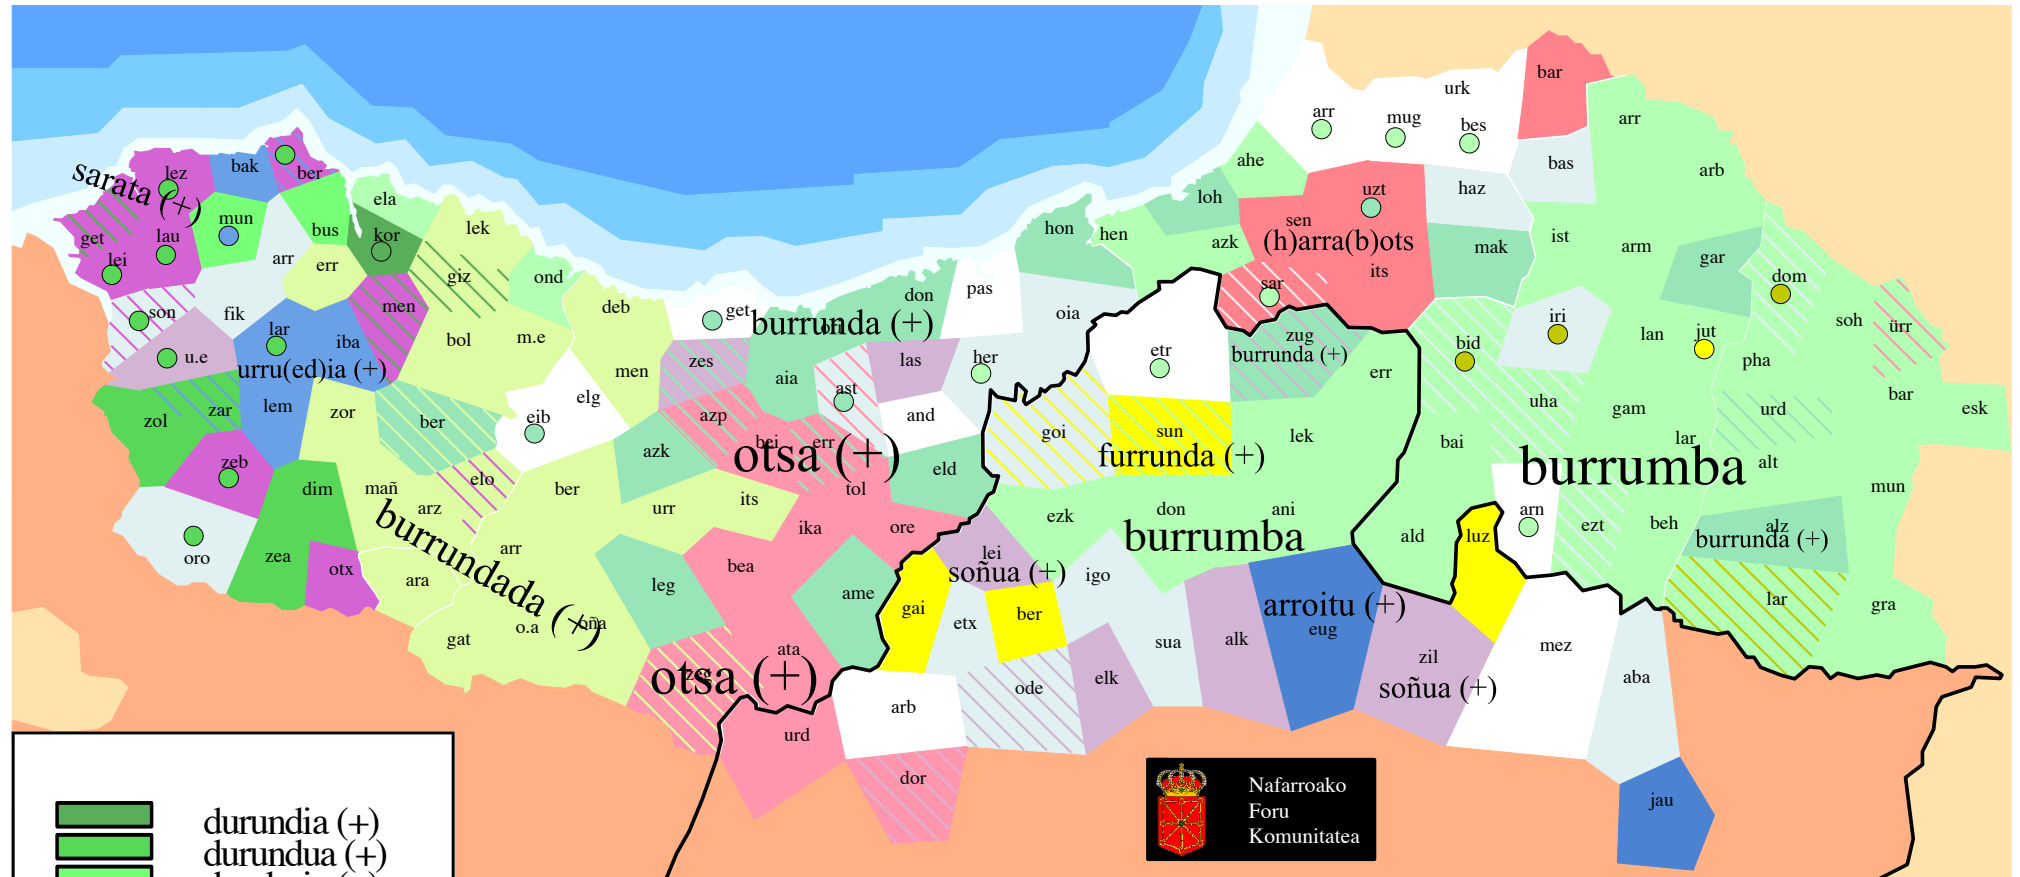 bar
urk
arr
mug
bes
arr
bas
arb
ahe
haz
uzt
lez
bak
ber
sarata (+)
ela
loh
sen
mun
bus
lek
kor
hon
hen
azk
(h)arra(b)ots
ist
arm
mak
get
lau
lei
arr
err
giz
ond
its
gar
dom
sar
don
pas
men
deb
son
fik
lar
iba
bol
m.e
get
burrunda (+)
oia
iri
lan
jut
soh
ürr
bid
zug
burrunda (+)
etr
u.e
urru(ed)ia (+)
men
zes
aia
las
her
err
pha
ast
elg
zol
zar
lem
zor
ber
eib
azp
and
uha
gam
urd
bar
esk
bei
err
goi
sun
lek
bai
lar
otsa (+)
furrunda (+)
burrumba
zeb
azk
eld
alt
elo
dim
mañ
ber
its
tol
mun
arz
urr
ika
ore
ezk
don
ani
arn
ezt
beh
alz
burrundada (+)
burrumba
ald
luz
burrunda (+)
oro
zea
otx
arr
bea
lei
soñua (+)
igo
ara
leg
ame
gai
ber
etx
arroitu (+)
eug
lar
gra
gat
o.a
oña
ata
sua
alk
mez
otsa (+)
ode
elk
zil
soñua (+)
aba
arb
urd
dor
jau
Nafarroako
Foru
Komunitatea
durundia (+)
durundua (+)